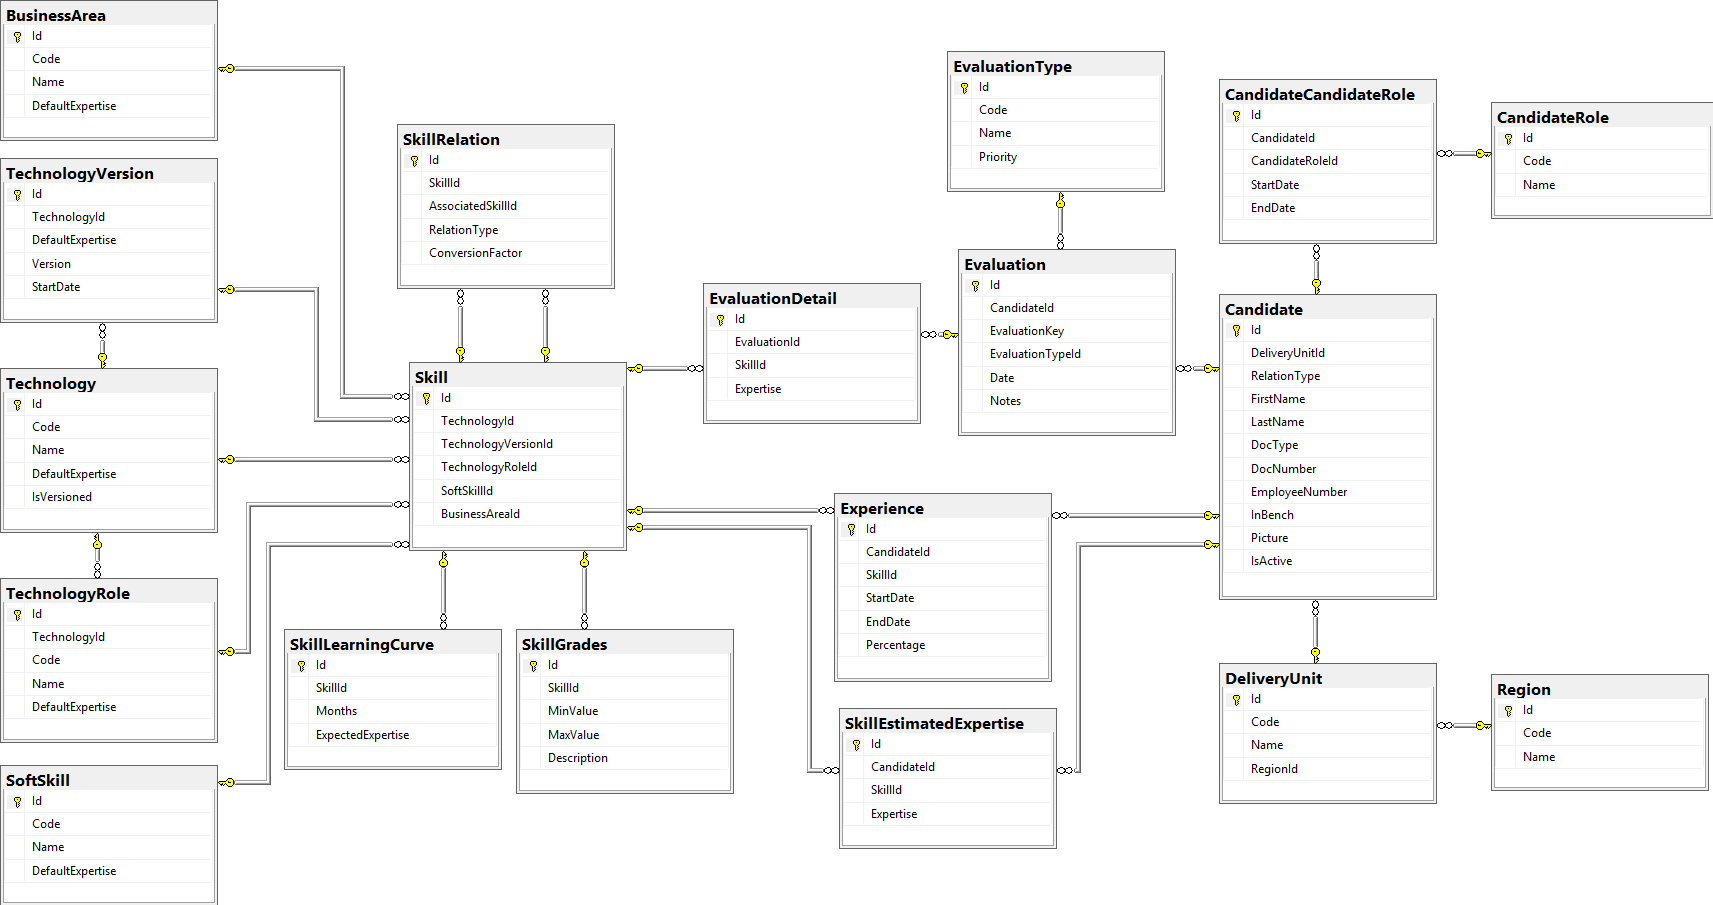 BusinessArea
Id
Code
Name
DefaultExpertise
TechnologyVersion
Id
TechnologyId
DefaultExpertise
Version
StartDate
Technology
Id
Code
Name
DefaultExpertise
IsVersioned
TechnologyRole
Id
TechnologyId
Code
Name
DefaultExpertise
SoftSkill
Id
Code
Name
DefaultExpertise
SkillRelation
Id
SkillId
AssociatedSkillId
RelationType
ConversionFactor
Skill
Id
TechnologyId
TechnologyVersionId
TechnologyRoleId
SoftSkillId
BusinessAreaId
SkillLearningCurve
Id
SkillId
Months
ExpectedExpertise
SkillGrades
Id
SkillId
MinValue
MaxValue
Description
EvaluationDetail
Id
EvaluationId
SkillId
Expertise
EvaluationType
Id
Code
Name
Priority
Evaluation
Id
CandidateId
EvaluationKey
EvaluationTypeId
Date
Notes
Experience
Id
CandidateId
SkillId
StartDate
EndDate
Percentage
SkillEstimatedExpertise
Id
CandidateId
SkillId
Expertise
CandidateCandidateRole
Id
CandidateId
CandidateRoleId
StartDate
EndDate
CandidateRole
Id
Code
Name
Candidate
Id
DeliveryUnitId
RelationType
FirstName
LastName
DocType
DocNumber
EmployeeNumber
InBench
Picture
IsActive
DeliveryUnit
Id
Code
Name
RegionId
Region
Id
Code
Name